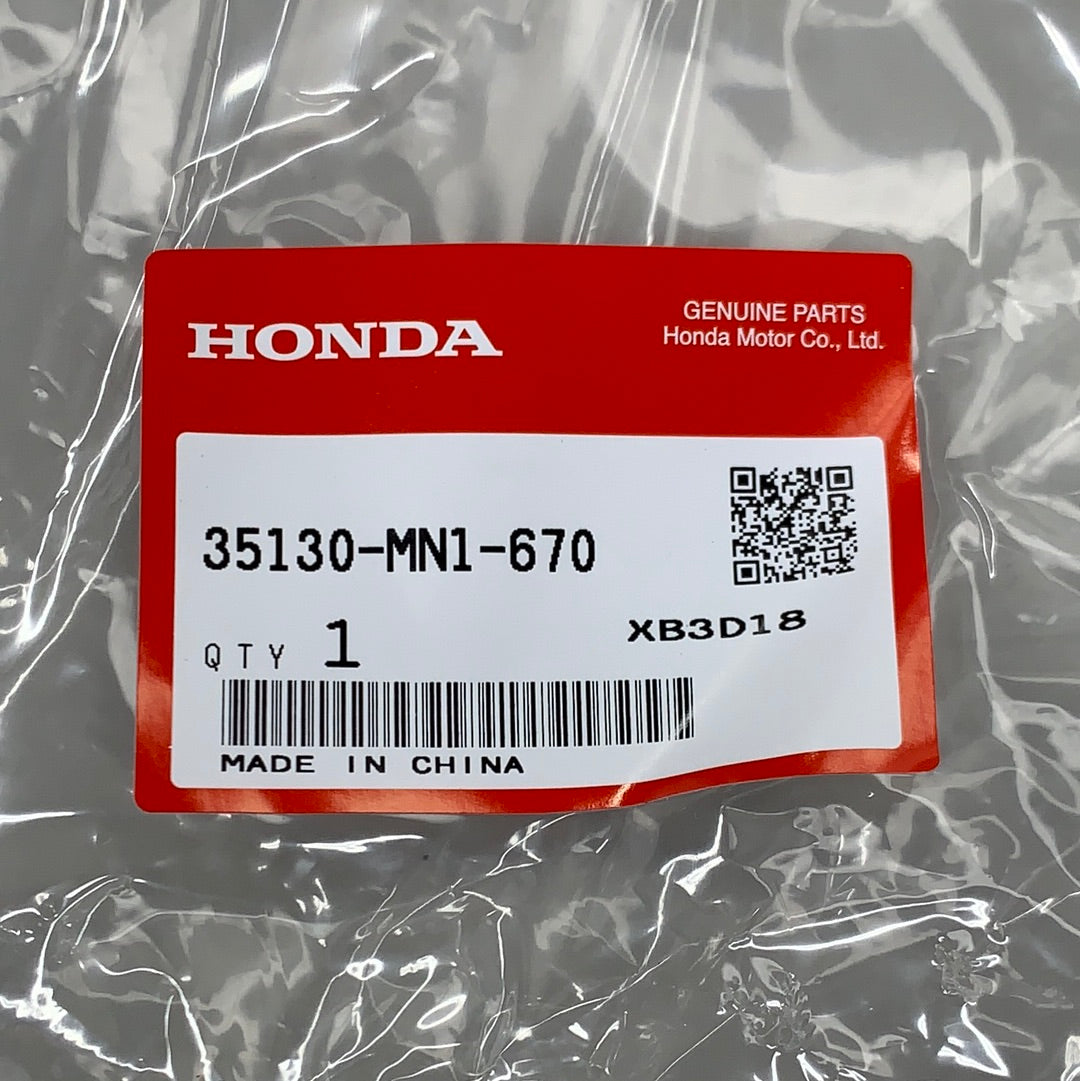 HONDA
GENUINE PARTS
Honda Motor Co., Ltd.
35130-MN1-670
XB3D18
QTY 1
MADE IN CHINA